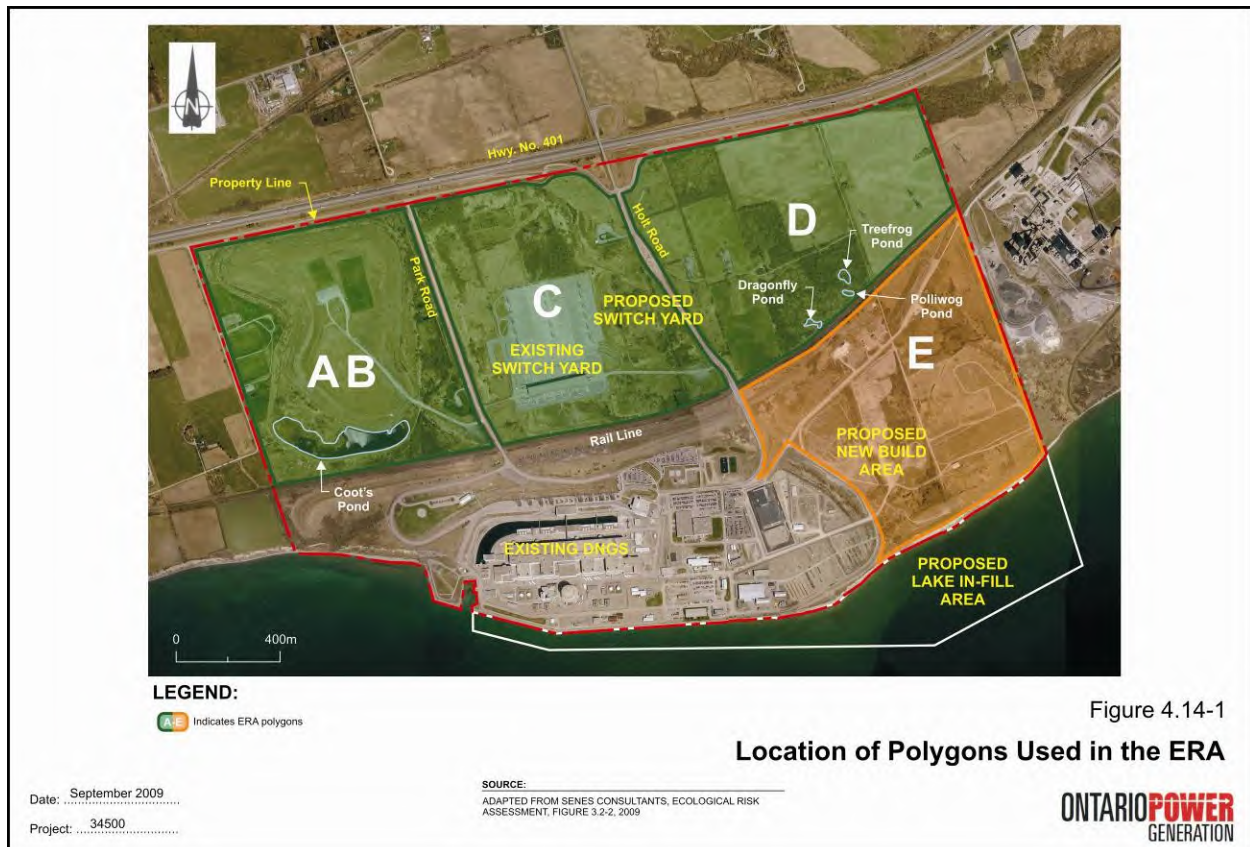 N
Hwy. No. 401
Property Line
Park Road
Holt Road
D
Treefrog
Pond
Dragonfly
Pond
Polliwog
Pond
C
PROPOSED
SWITCH YARD
EXISTING
SWITCH YARD
A B
E
Rail Line
PROPOSED
NEW BUILD
AREA
Coot's
Pond
EXISTING DNGS
PROPOSED
LAKE IN-FILL
AREA
0 400m
LEGEND:
A-E Indicates ERA polygons
Figure 4.14-1
Location of Polygons Used in the ERA
Date: September 2009
Project: 34500
SOURCE:
ADAPTED FROM SENES CONSULTANTS, ECOLOGICAL RISK
ASSESSMENT, FIGURE 3.2-2, 2009
ONTARIOPOWER
GENERATION